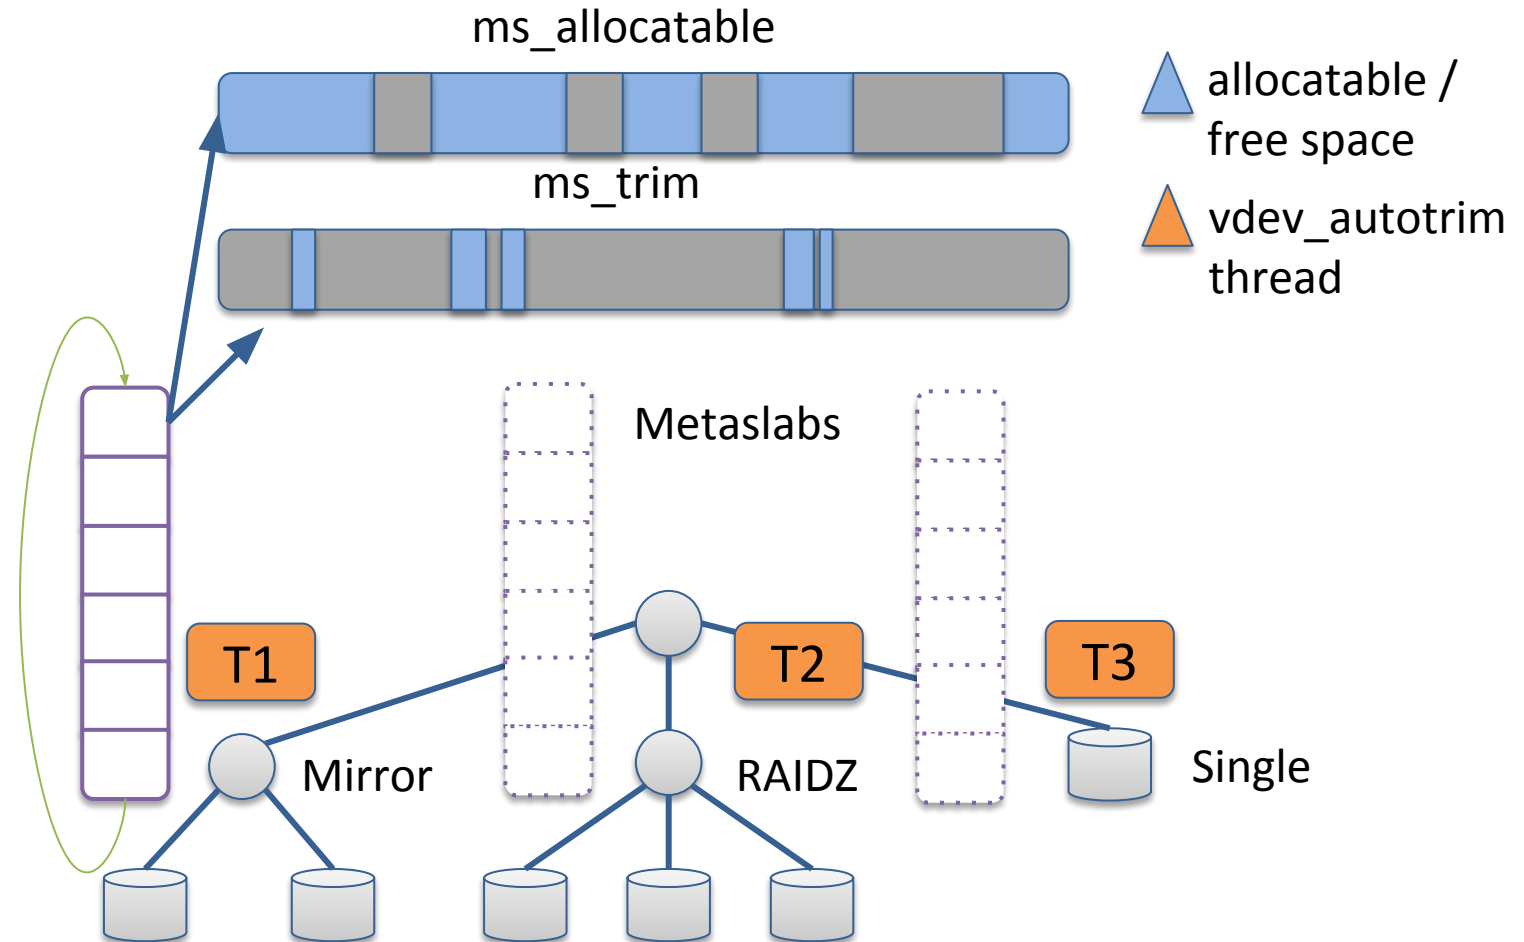 ms_allocatable
allocatable /
free space
ms_trim
vdev_autotrim
thread
Metaslabs
T1
T2
T3
Mirror
RAIDZ
Single